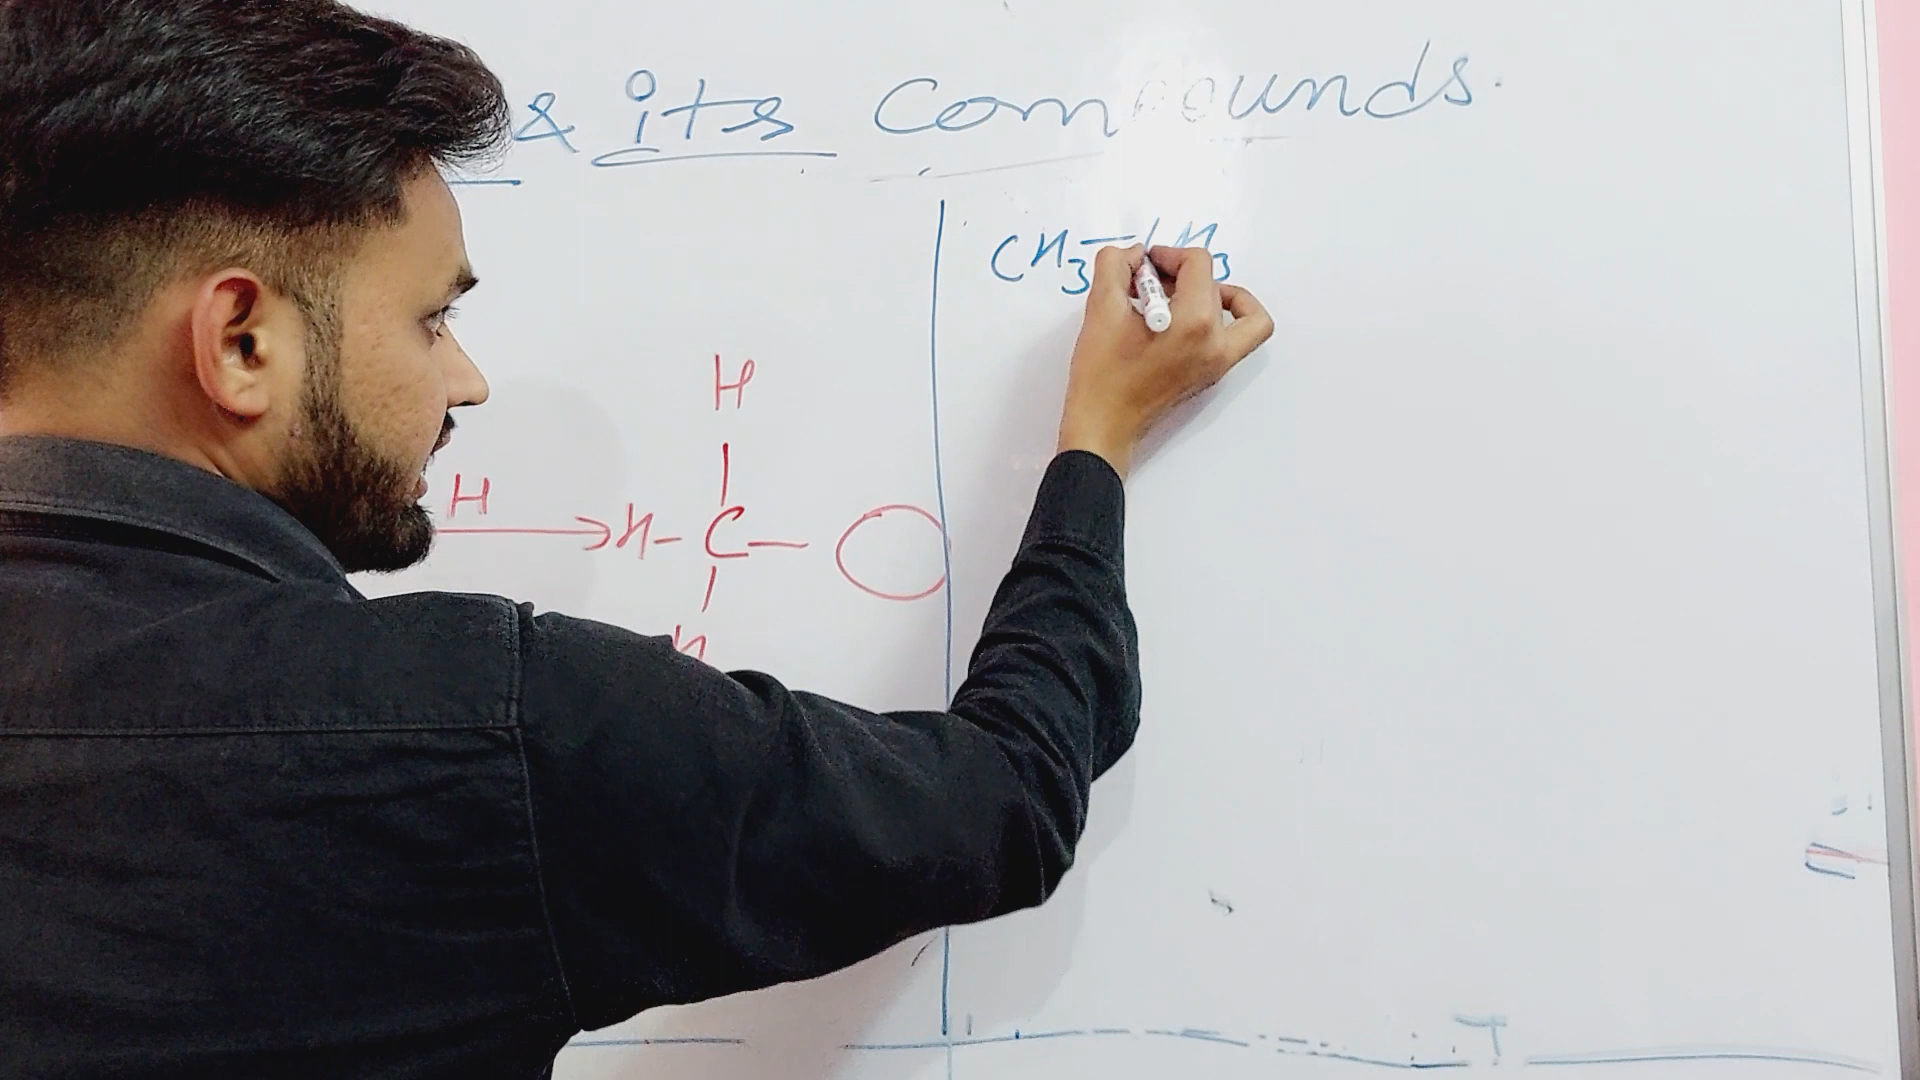 & its Compounds.
CH3-CH3
H
H
H-C-
H